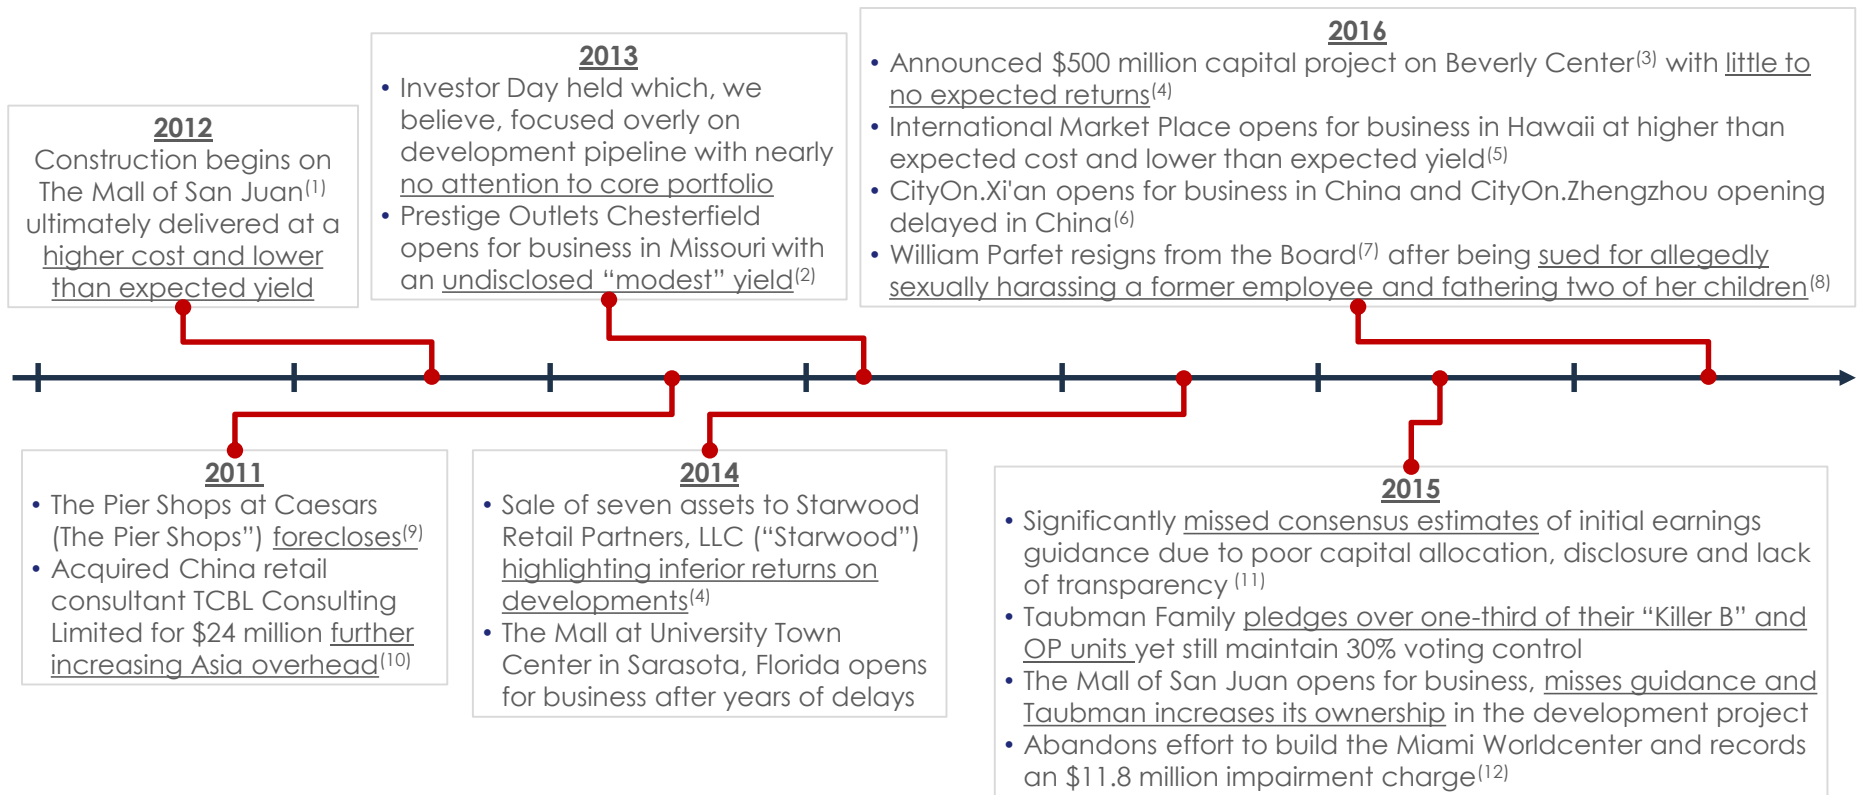 2012
Construction begins on
The Mall of San Juan(1)
ultimately delivered at a
higher cost and lower
than expected yield
2013
• Investor Day held which, we
believe, focused overly on
development pipeline with nearly
no attention to core portfolio
• Prestige Outlets Chesterfield
opens for business in Missouri with
an undisclosed “modest” yield(2)
2016
• Announced $500 million capital project on Beverly Center(3) with little to
no expected returns(4)
• International Market Place opens for business in Hawaii at higher than
expected cost and lower than expected yield(5)
• CityOn.Xi'an opens for business in China and CityOn.Zhengzhou opening
delayed in China(6)
• William Parfet resigns from the Board(7) after being sued for allegedly
sexually harassing a former employee and fathering two of her children(8)
2011
• The Pier Shops at Caesars
(The Pier Shops”) forecloses(9)
• Acquired China retail
consultant TCBL Consulting
Limited for $24 million further
increasing Asia overhead(10)
2014
• Sale of seven assets to Starwood
Retail Partners, LLC (“Starwood”)
highlighting inferior returns on
developments(4)
• The Mall at University Town
Center in Sarasota, Florida opens
for business after years of delays
2015
• Significantly missed consensus estimates of initial earnings
guidance due to poor capital allocation, disclosure and lack
of transparency (11)
• Taubman Family pledges over one-third of their “Killer B” and
OP units yet still maintain 30% voting control
• The Mall of San Juan opens for business, misses guidance and
Taubman increases its ownership in the development project
• Abandons effort to build the Miami Worldcenter and records
an $11.8 million impairment charge(12)